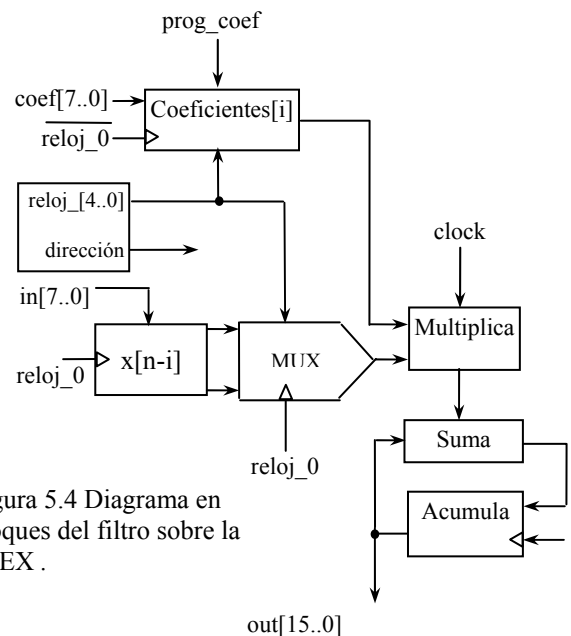 prog_coef
coef[7..0]
Coeficientes[i]
reloj_0
reloj_[4..0]
dirección
clock
in[7..0]
Multiplica
x[n-i]
MUX
reloj_0
reloj_0
Suma
Acumula
gura 5.4 Diagrama en
oques del filtro sobre la
EX .
out[15..0]